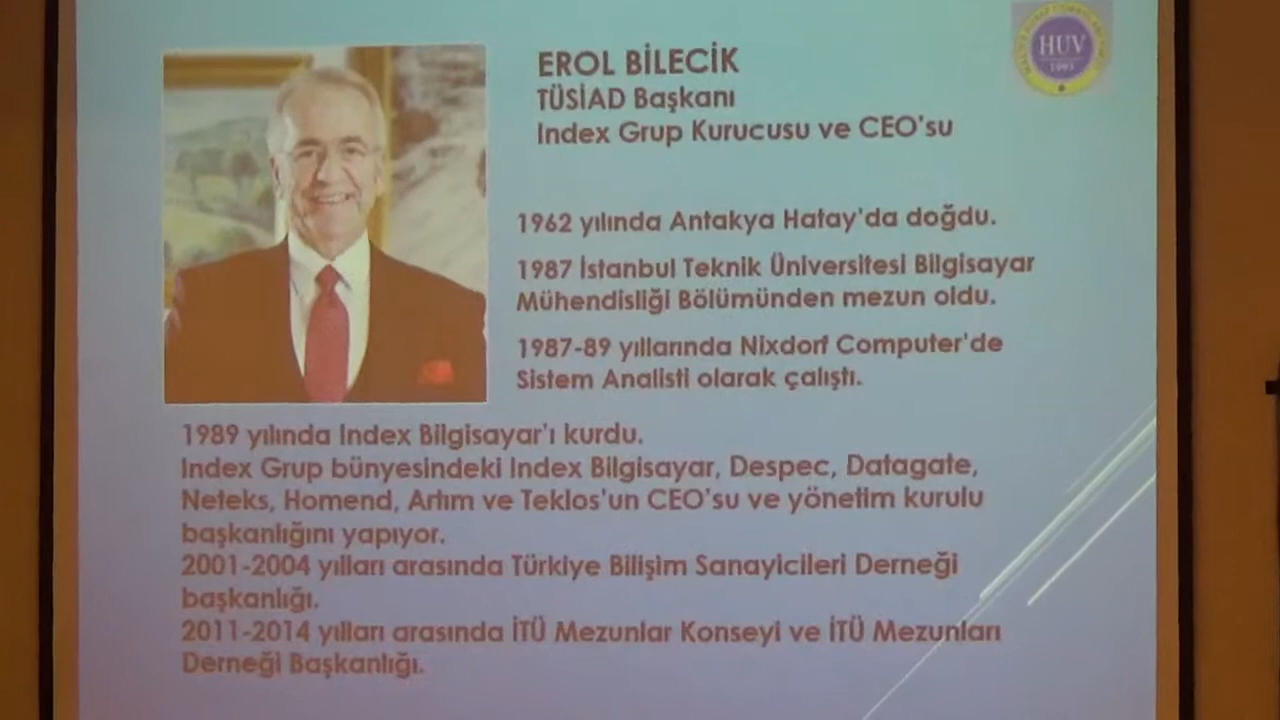 EROL BİLECİK
TÜSİAD Başkanı
Index Grup Kurucusu ve CEO'su
HUV
1993
1962 yılında Antakya Hatay'da doğdu.
1987 İstanbul Teknik Üniversitesi Bilgisayar
Mühendisliği Bölümünden mezun oldu.
1987-89 yıllarında Nixdorf Computer'de
Sistem Analisti olarak çalıştı.
1989 yılında Index Bilgisayar'ı kurdu.
Index Grup bünyesindeki Index Bilgisayar, Despec, Datagate,
Neteks, Homend, Artım ve Teklos'un CEO'su ve yönetim kurulu
başkanlığını yapıyor.
2001-2004 yılları arasında Türkiye Bilişim Sanayicileri Derneği
başkanlığı.
2011-2014 yılları arasında İTÜ Mezunlar Konseyi ve İTÜ Mezunları
Derneği Başkanlığı.